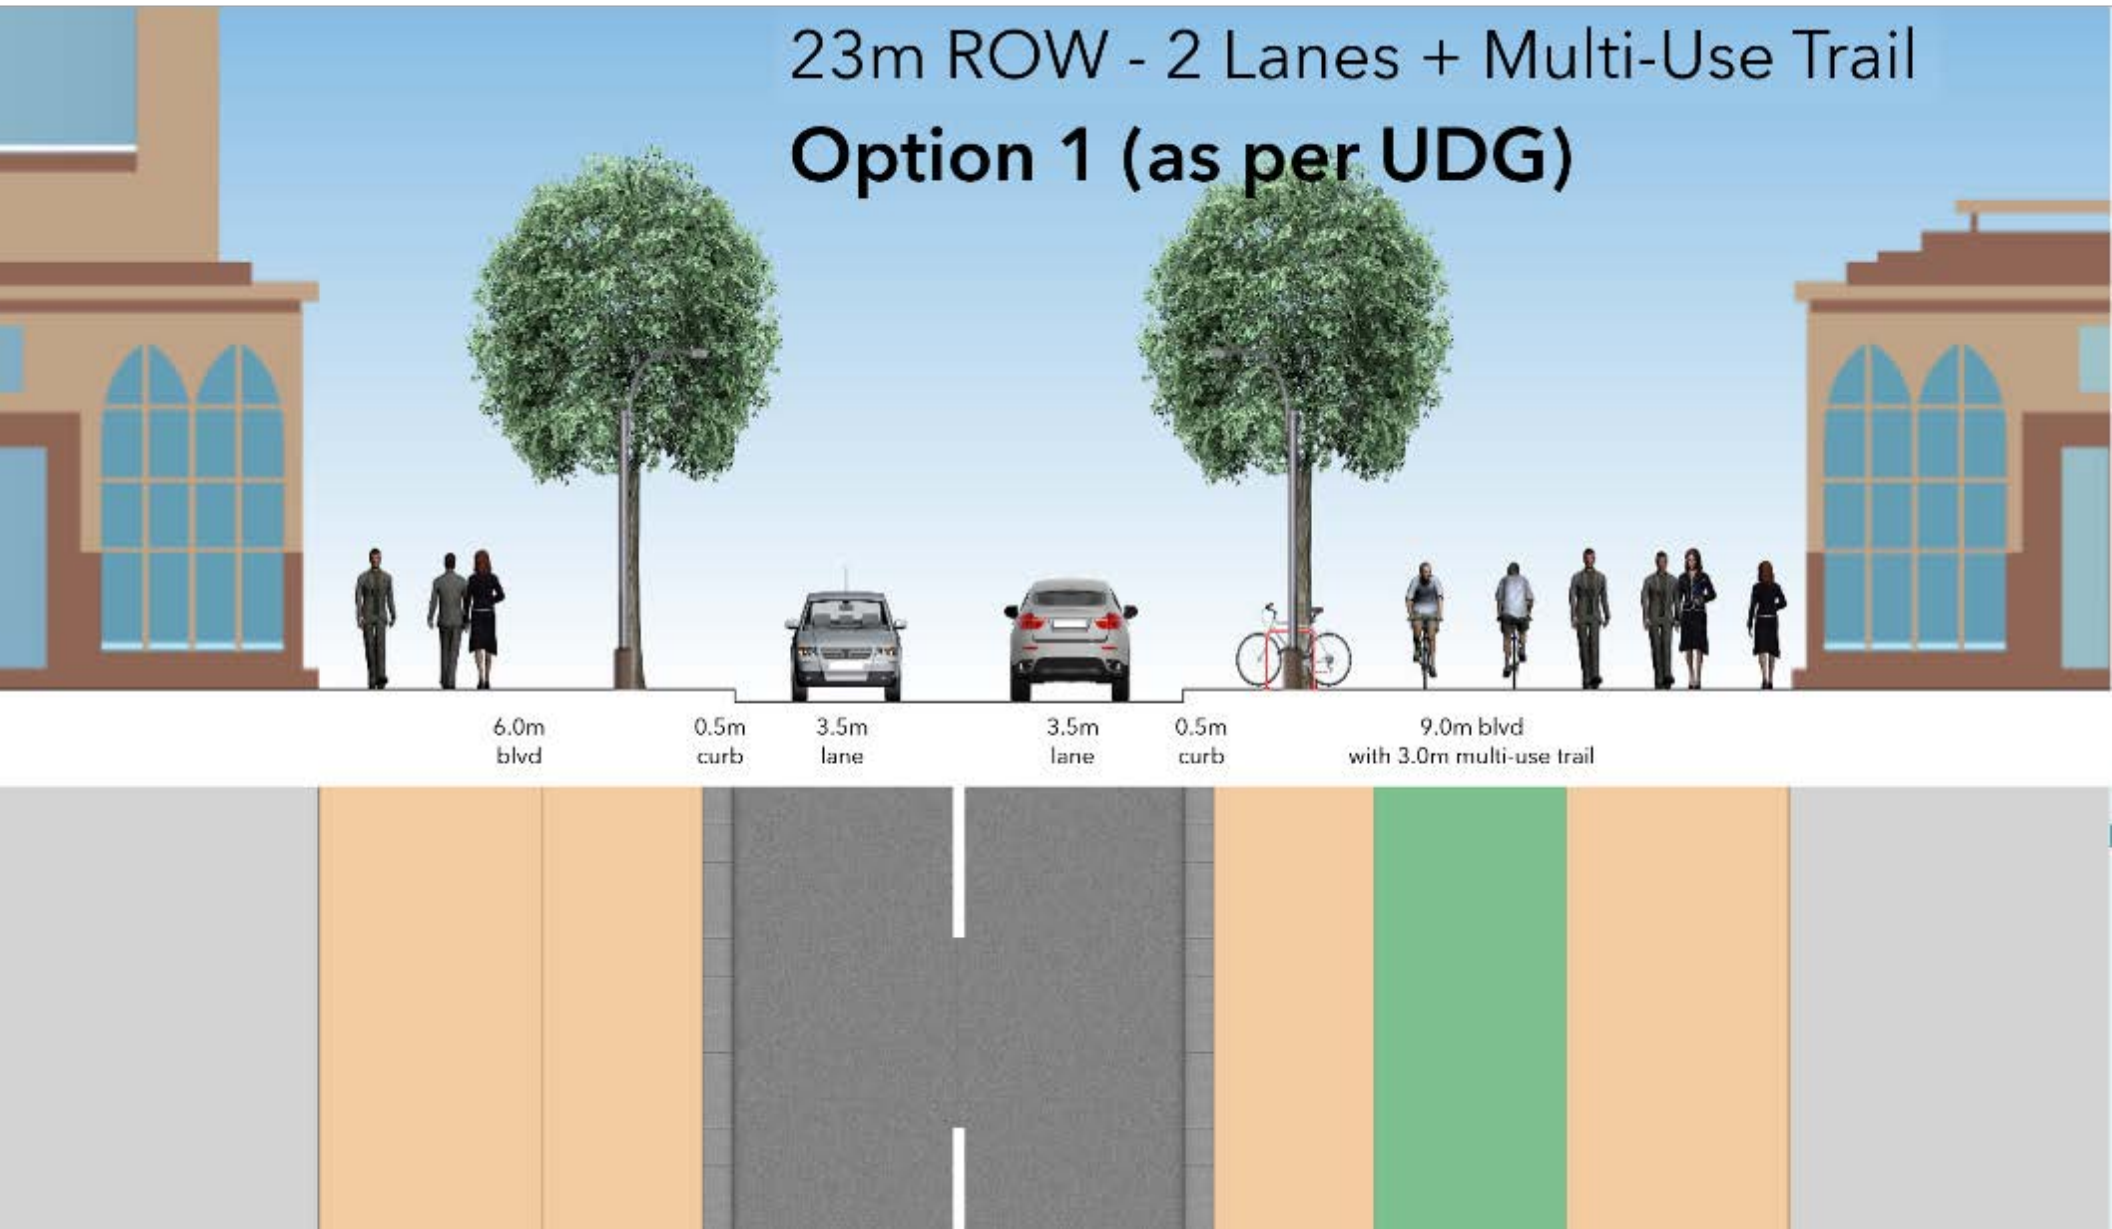 23m ROW - 2 Lanes + Multi-Use Trail
Option 1 (as per UDG)
6.0m
blvd
0.5m
curb
3.5m
lane
3.5m
lane
0.5m
curb
9.0m blvd
with 3.0m multi-use trail